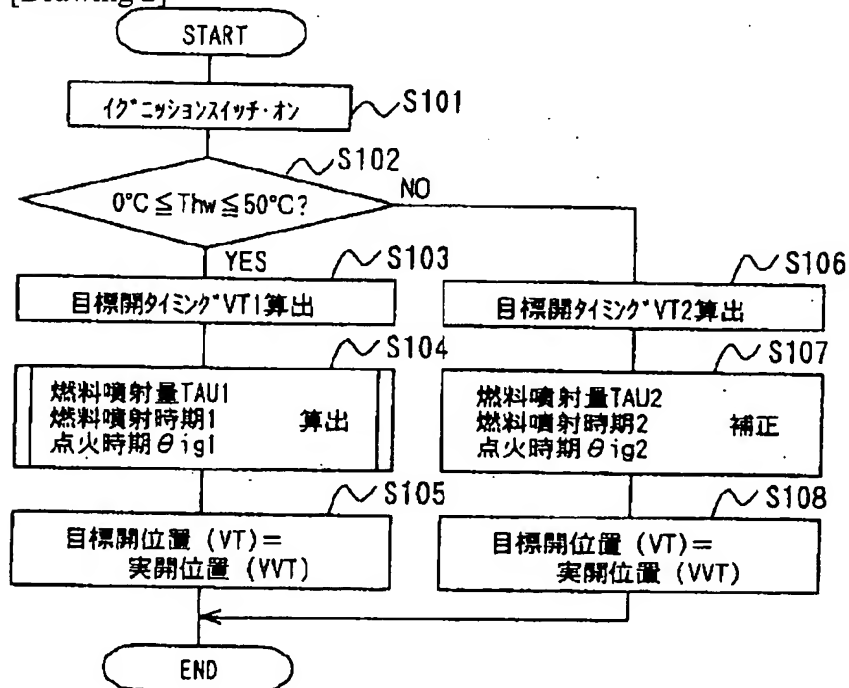 [Drawing 2]
START
イグニッションスイッチ・オン
S101
S102
0°C≦Thw≦50°C?
NO
YES
S103
目標開タイミングVT1算出
S106
目標開タイミングVT2算出
S104
燃料噴射量TAU1
燃料噴射時期1 算出
点火時期θig1
S107
燃料噴射量TAU2
燃料噴射時期2 補正
点火時期θig2
S105
目標開位置 (VT)=
実開位置 (VVT)
S108
目標開位置 (VT)=
実開位置 (VVT)
END